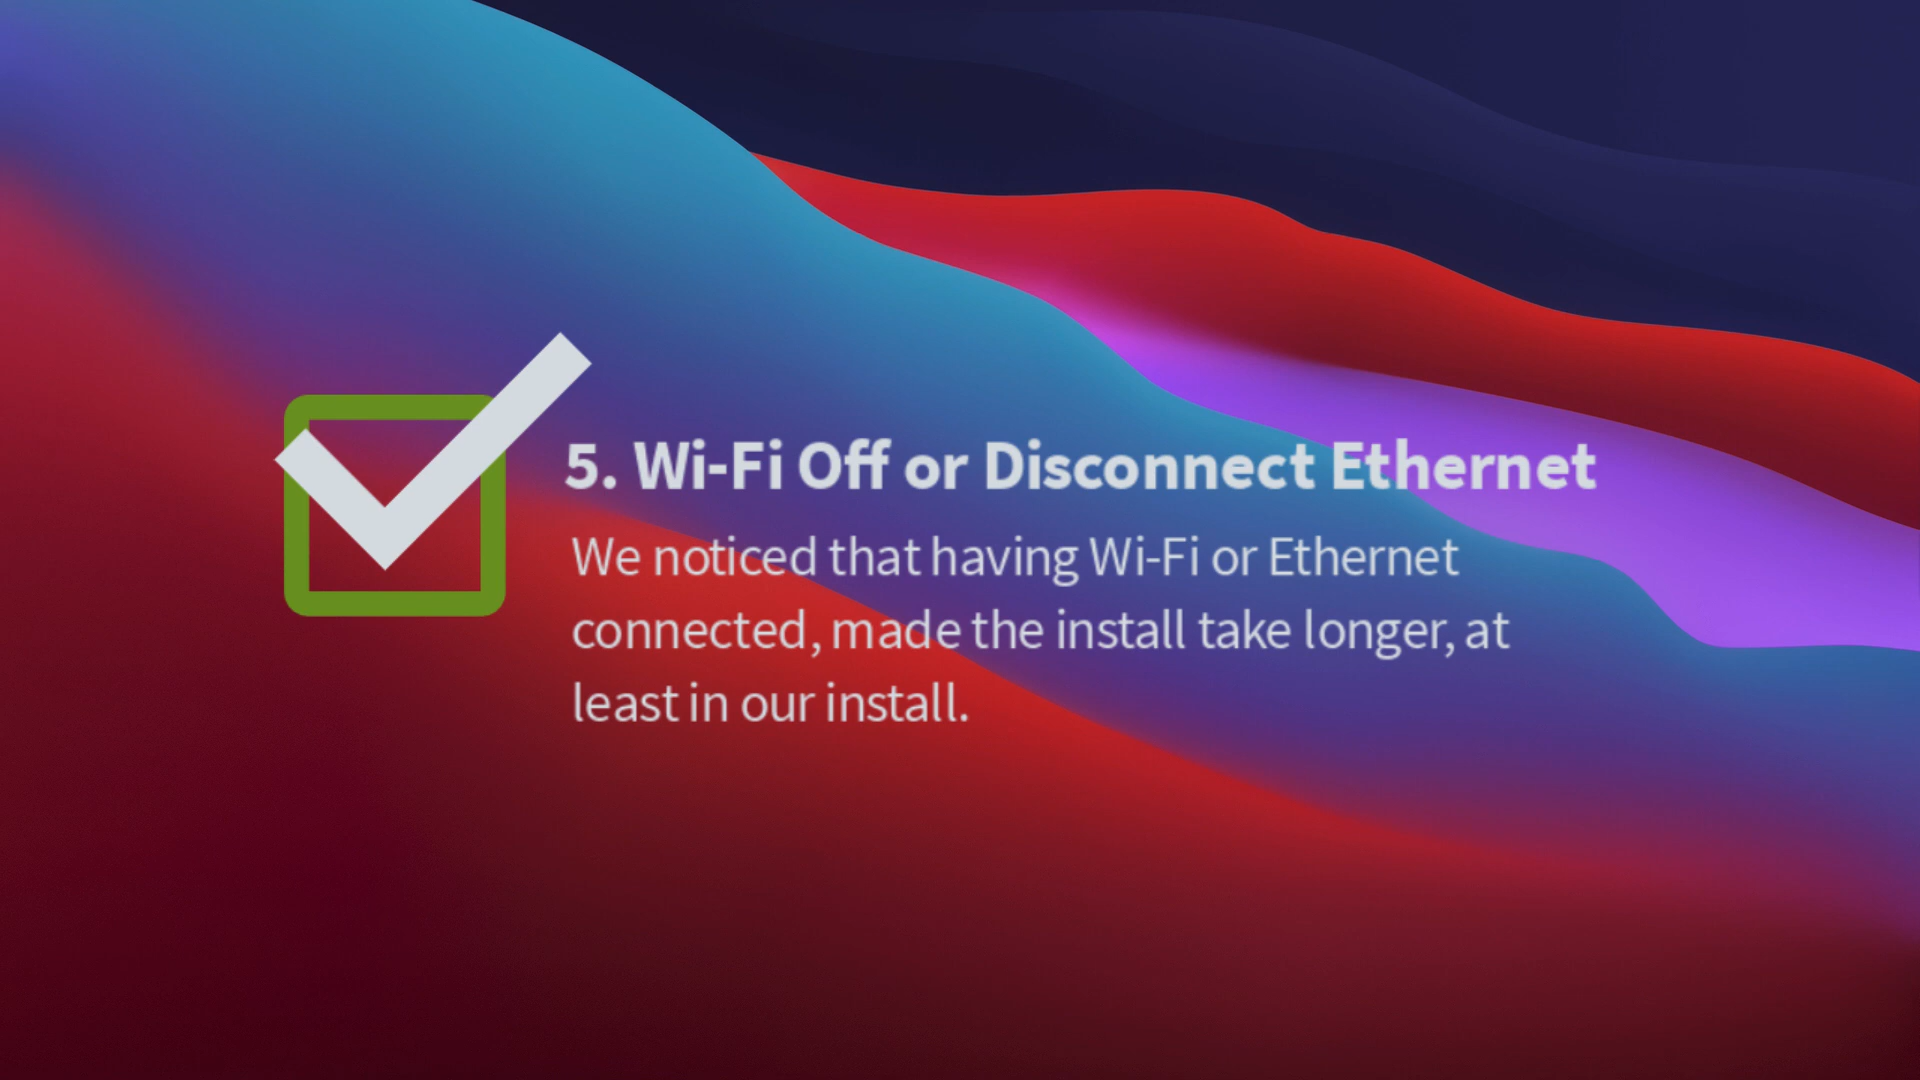 5. Wi-Fi Off or Disconnect Ethernet
We noticed that having Wi-Fi or Ethernet
connected, made the install take longer, at
least in our install.